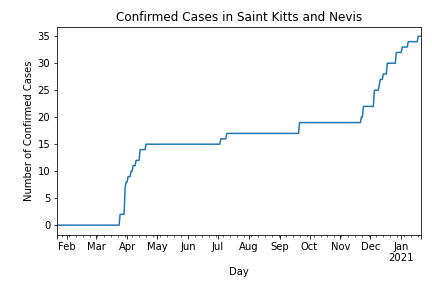 Confirmed Cases in Saint Kitts and Nevis
Number of Confirmed Cases
35
30
25
20
15
10
5
0
Feb Mar Apr May Jun Jul Aug Sep Oct Nov Dec Jan
2021
Day